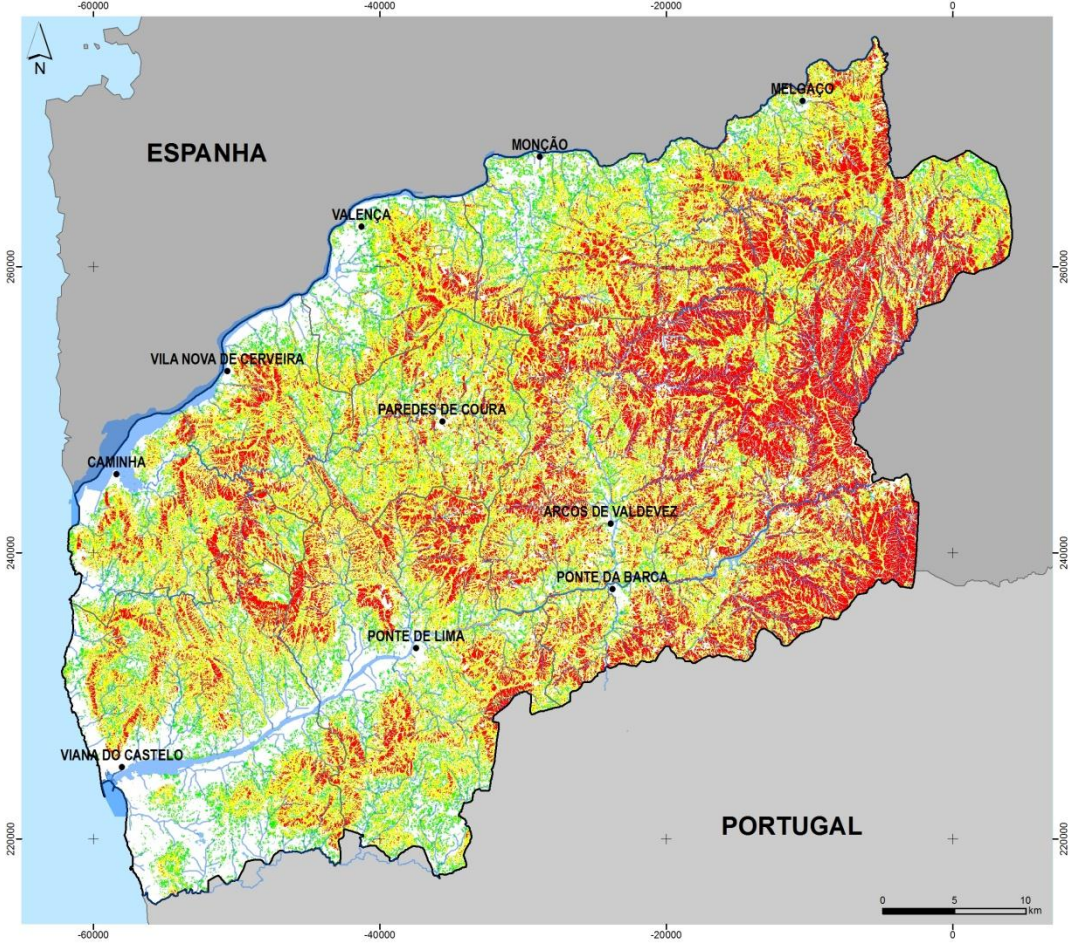 -60000 -40000 -20000 0
N
MELGAÇO
ESPANHA
MONÇÃO
VALENÇA
260000 260000
VILA NOVA DE CERVEIRA
PAREDES DE COURA
CAMINHA
ARCOS DE VALDEVEZ
240000 240000
PONTE DA BARCA
PONTE DE LIMA
VIANA DO CASTELO
PORTUGAL
220000 220000
0 5 10
km
-60000 -40000 -20000 0